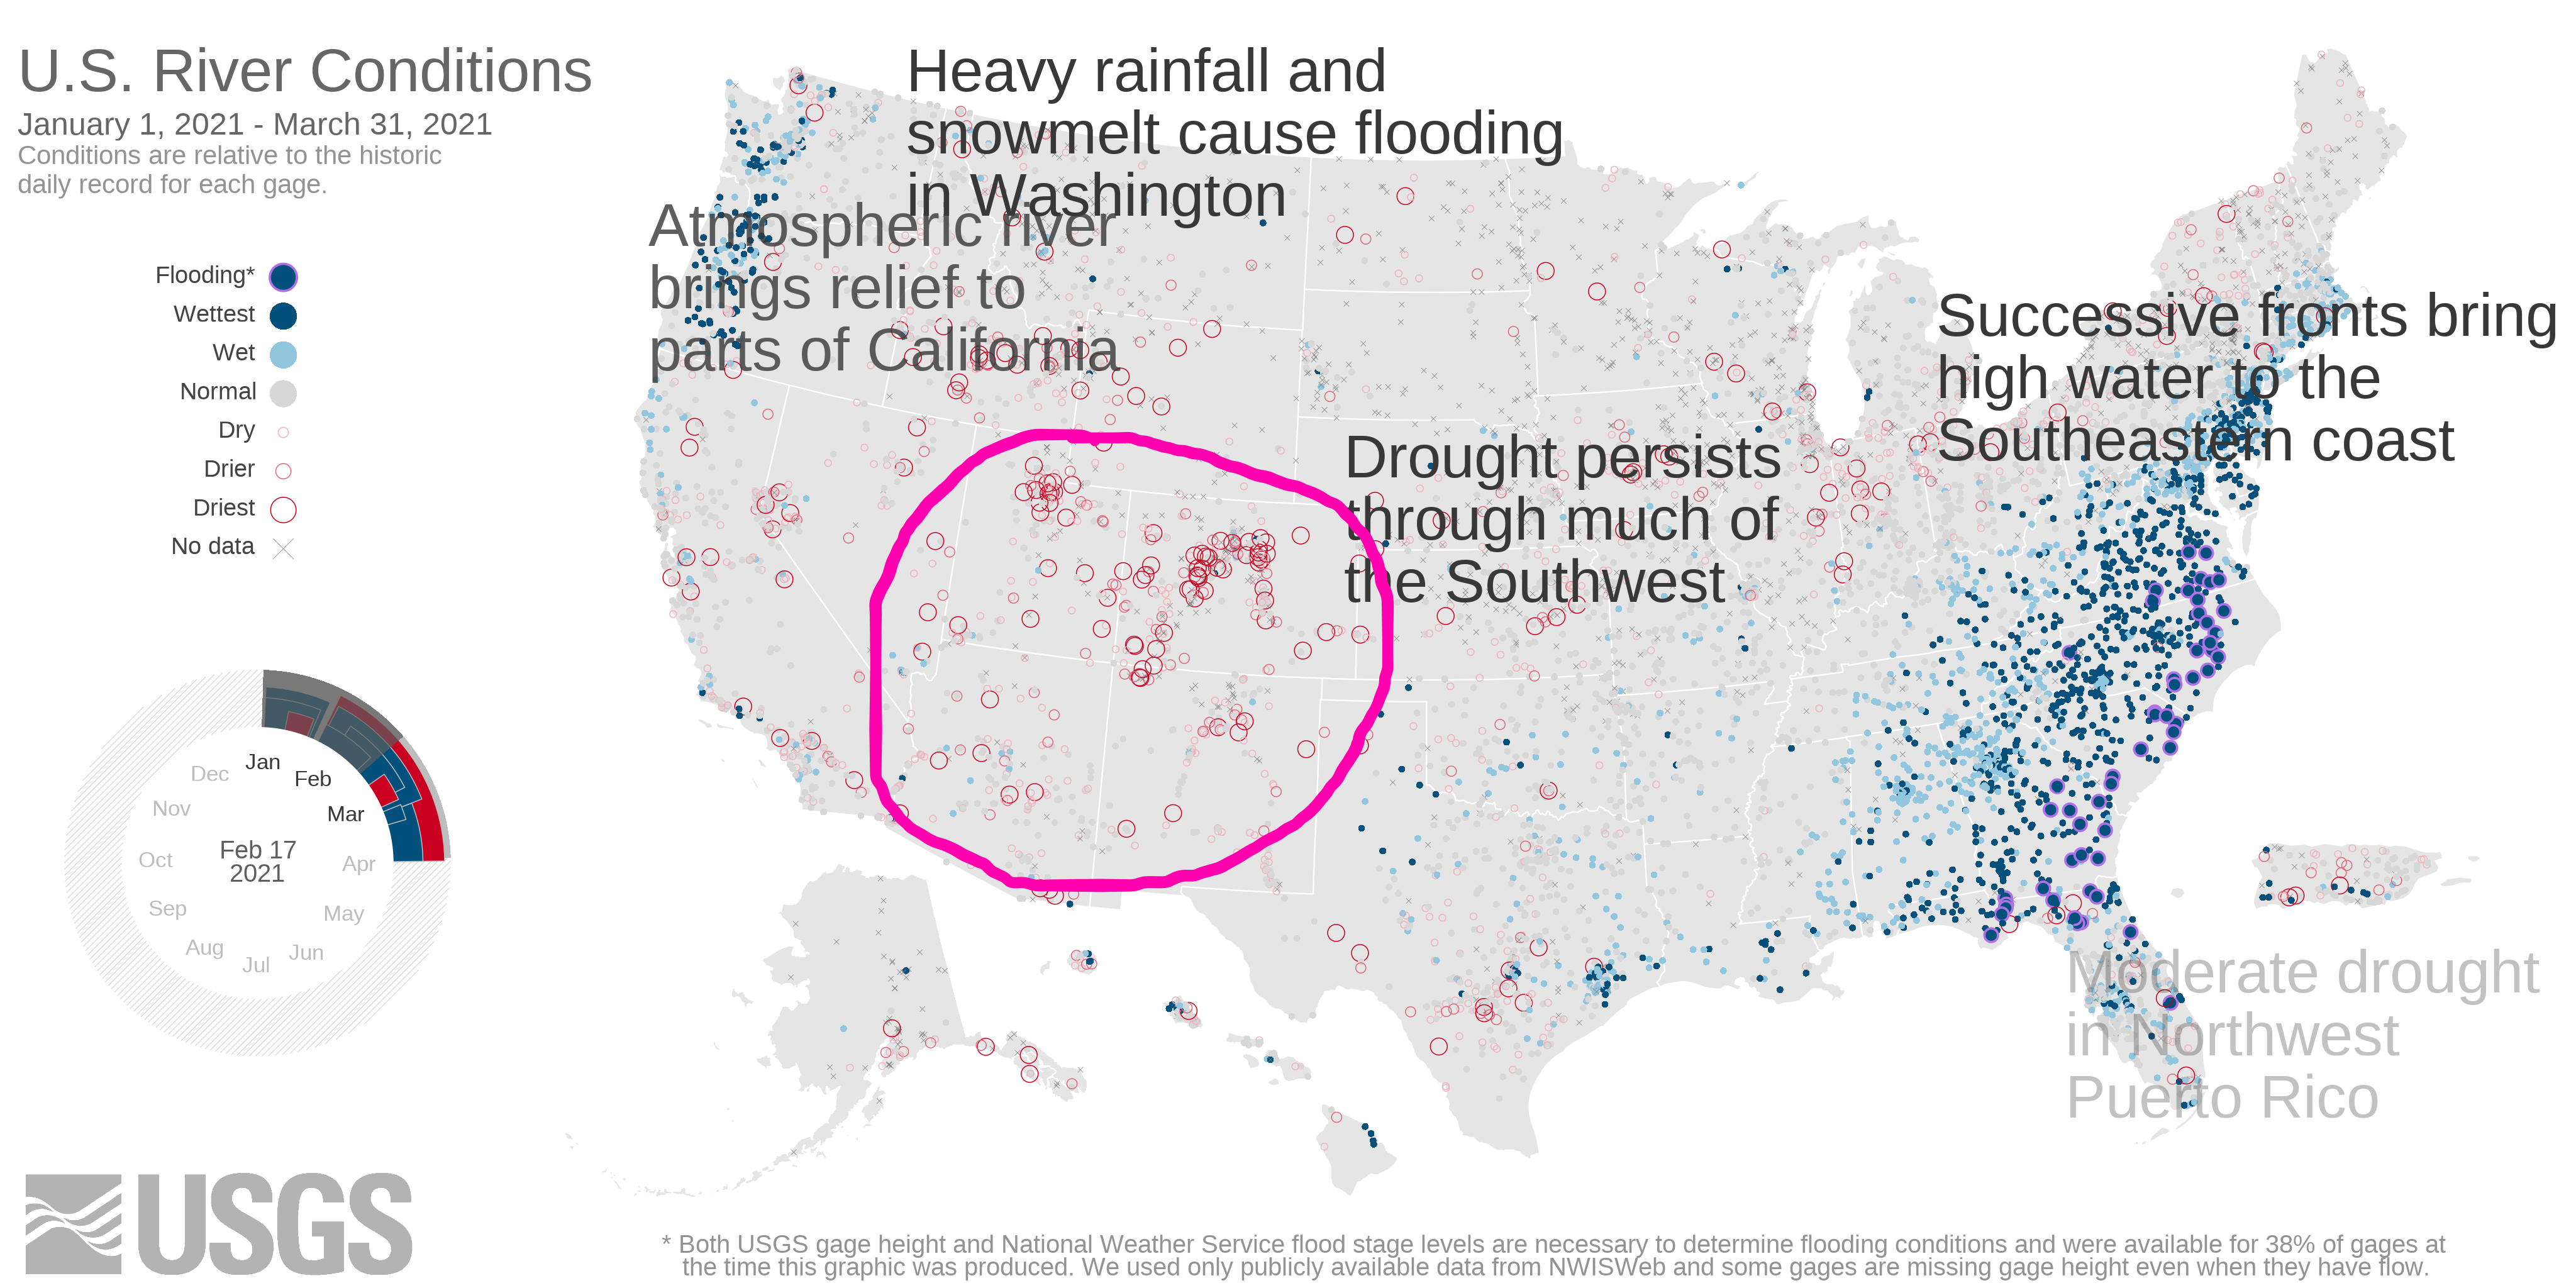 U.S. River Conditions
January 1, 2021 - March 31, 2021
Conditions are relative to the historic
daily record for each gage.
Flooding*
Wettest
Wet
Normal
Dry
Drier
Driest
No data
Heavy rainfall and
snowmelt cause flooding
in Washington
Atmospheric river
brings relief to
parts of California
Drought persists
through much of
the Southwest
Successive fronts bring
high water to the
Southeastern coast
Moderate drought
in Northwest
Puerto Rico
Jan
Feb
Mar
Apr
May
Jun
Jul
Aug
Sep
Oct
Nov
Dec
Feb 17
2021
USGS
* Both USGS gage height and National Weather Service flood stage levels are necessary to determine flooding conditions and were available for 38% of gages at
the time this graphic was produced. We used only publicly available data from NWISWeb and some gages are missing gage height even when they have flow.